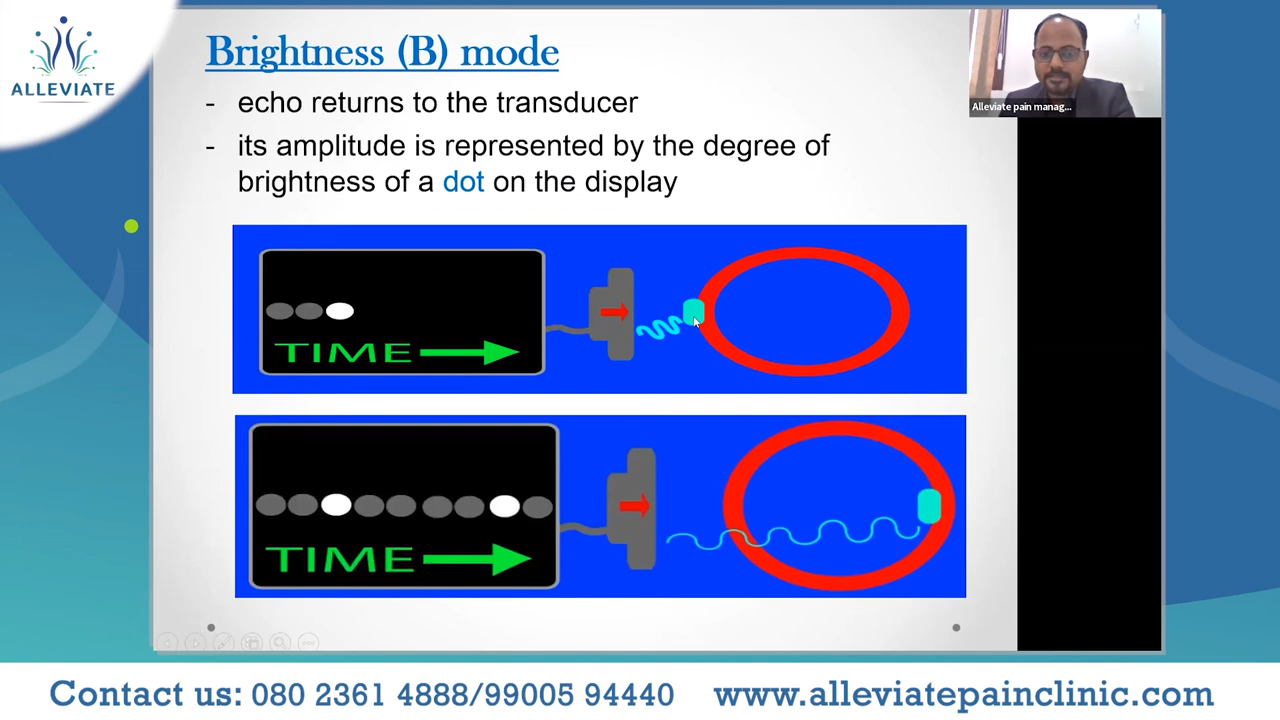 ALLEVIATE
Brightness (B) mode
- echo returns to the transducer
- its amplitude is represented by the degree of
brightness of a dot on the display
Alleviate pain manag...
TIME
TIME
Contact us: 080 2361 4888/99005 94440 www.alleviatepainclinic.com